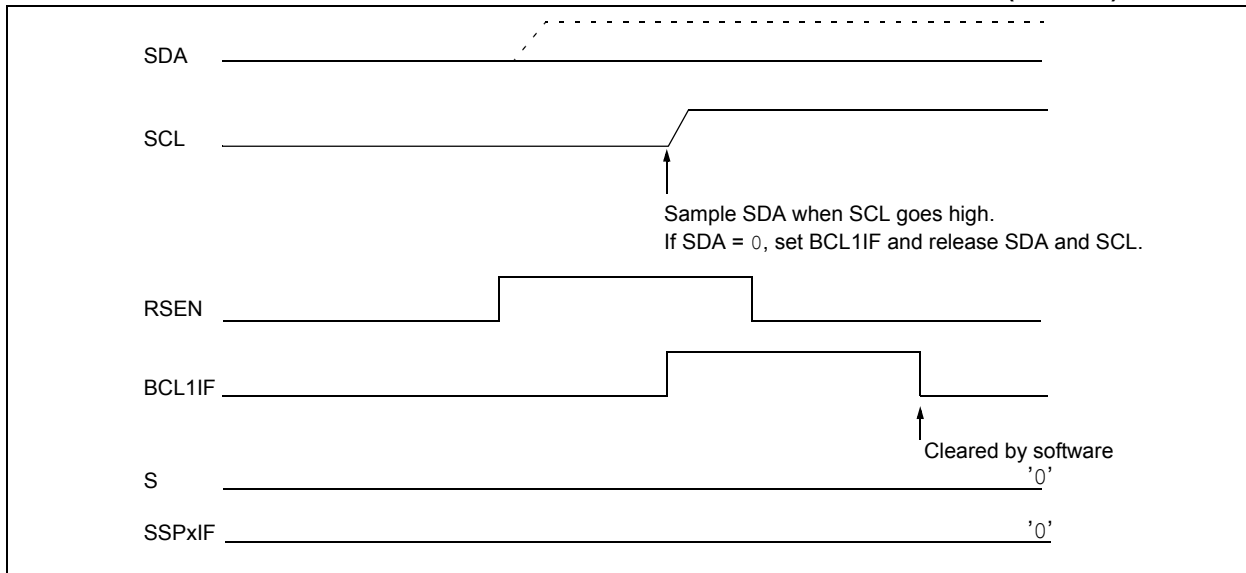 SDA
SCL
Sample SDA when SCL goes high.
If SDA = 0, set BCL1IF and release SDA and SCL.
RSEN
BCL1IF
Cleared by software
S
'0'
SSPxIF
'0'